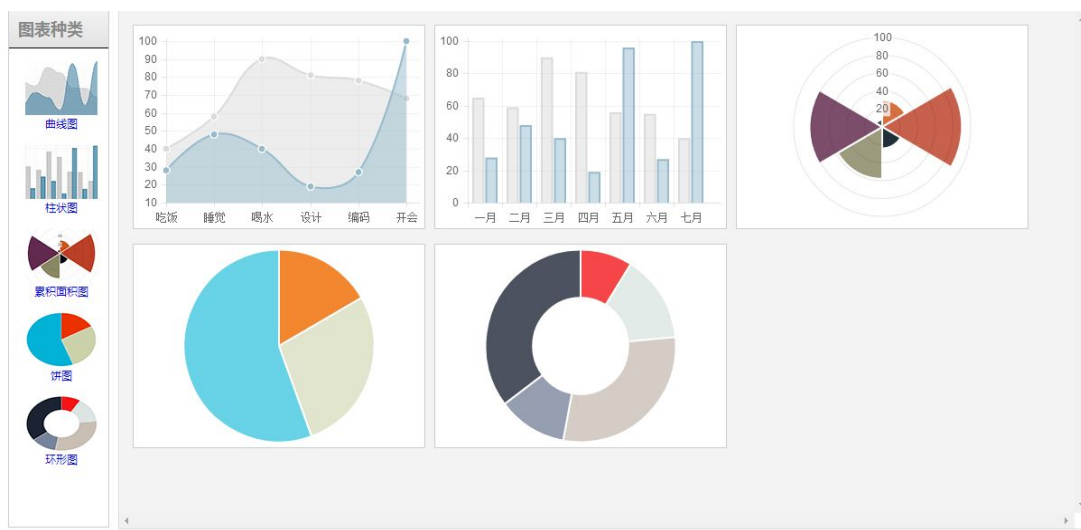 图表种类
曲线图
柱状图
累积面积图
饼图
环形图
100
90
80
70
60
50
40
30
20
10
吃饭 睡觉 喝水 设计 编码 开会
100
80
60
40
20
0
一月 二月 三月 四月 五月 六月 七月
100
80
60
40
20